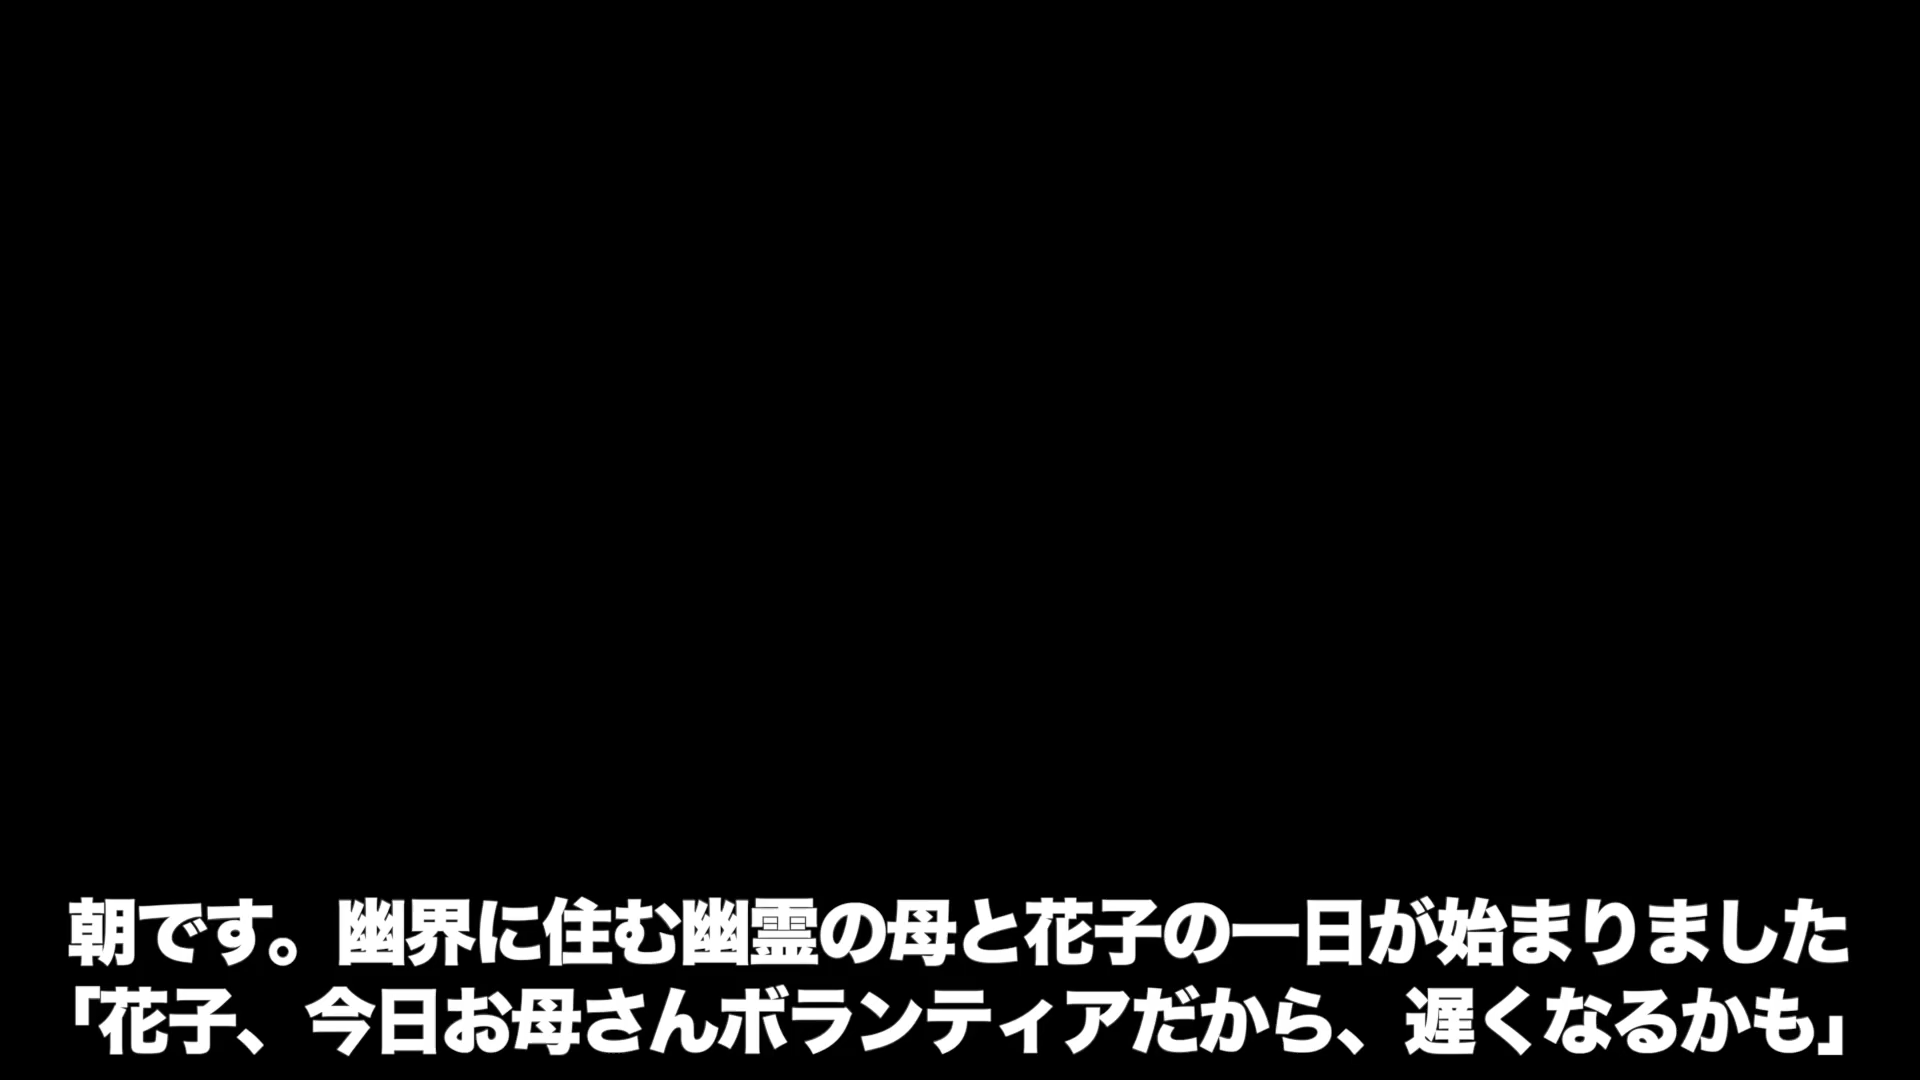 朝です。幽界に住む幽霊の母と花子の一日が始まりました
「花子、今日お母さんボランティアだから、遅くなるかも」